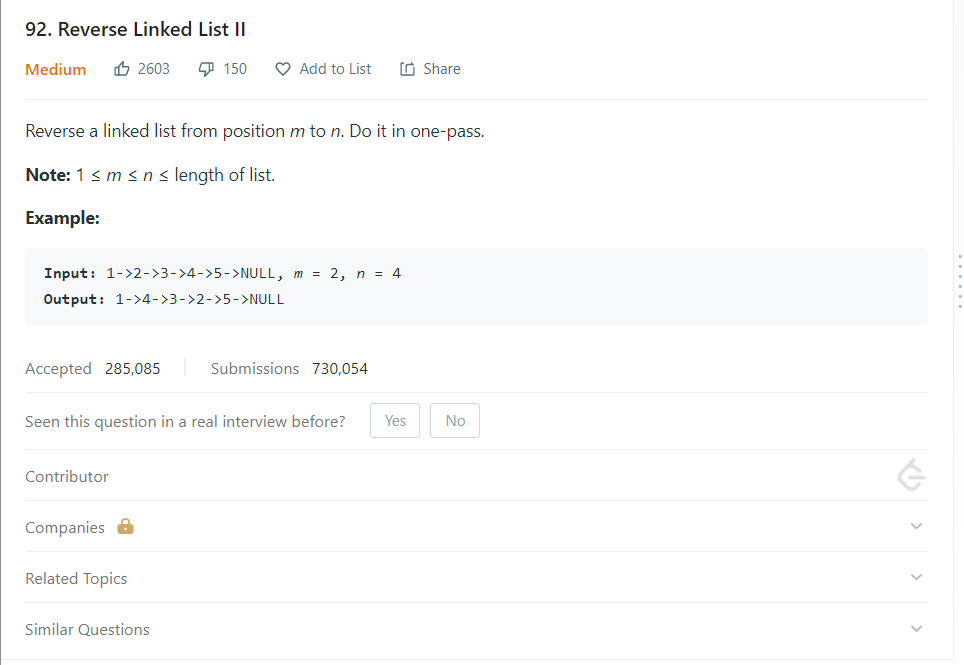 92. Reverse Linked List II
Medium 2603 150 Add to List Share
Reverse a linked list from position m to n. Do it in one-pass.
Note: 1 ≤ m ≤ n ≤ length of list.
Example:
Input: 1->2->3->4->5->NULL, m = 2, n = 4
Output: 1->4->3->2->5->NULL
Accepted 285,085 Submissions 730,054
Seen this question in a real interview before? Yes No
Contributor
Companies
Related Topics
Similar Questions